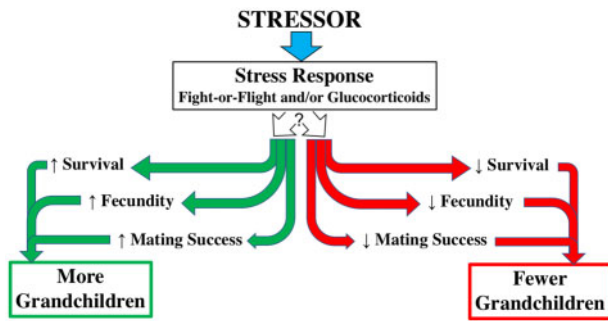 STRESSOR
Stress Response
Fight-or-Flight and/or Glucocorticoids
?
↑ Survival
↓ Survival
↑ Fecundity
↓ Fecundity
↑ Mating Success
↓ Mating Success
More
Grandchildren
Fewer
Grandchildren